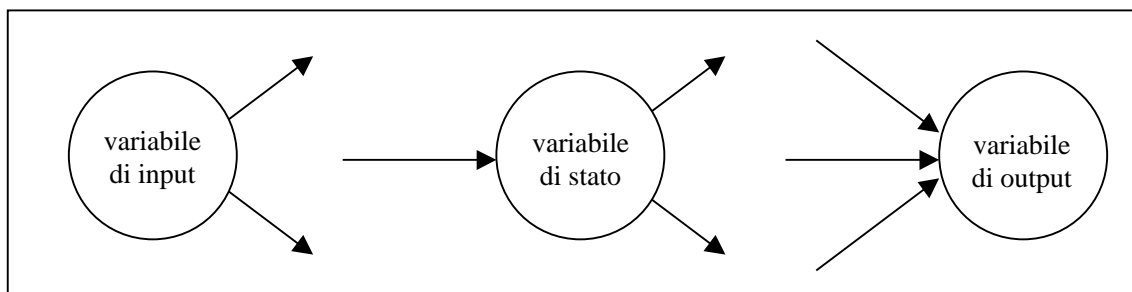 variabile
di input
variabile
di stato
variabile
di output